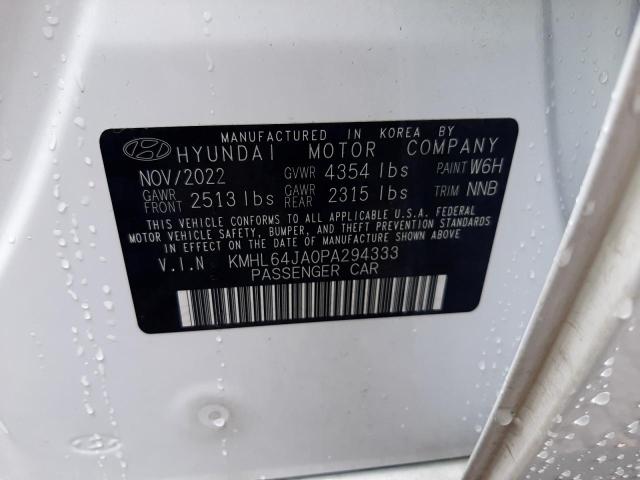 MANUFACTURED IN KOREA BY
HYUNDAI MOTOR COMPANY
NOV/2022 GVWR 4354 lbs PAINT W6H
GAWR FRONT 2513 lbs GAWR REAR 2315 lbs TRIM NNB
THIS VEHICLE CONFORMS TO ALL APPLICABLE U.S.A. FEDERAL
MOTOR VEHICLE SAFETY, BUMPER, AND THEFT PREVENTION STANDARDS
IN EFFECT ON THE DATE OF MANUFACTURE SHOWN ABOVE.
V.I.N KMHL64JA0PA294333
PASSENGER CAR